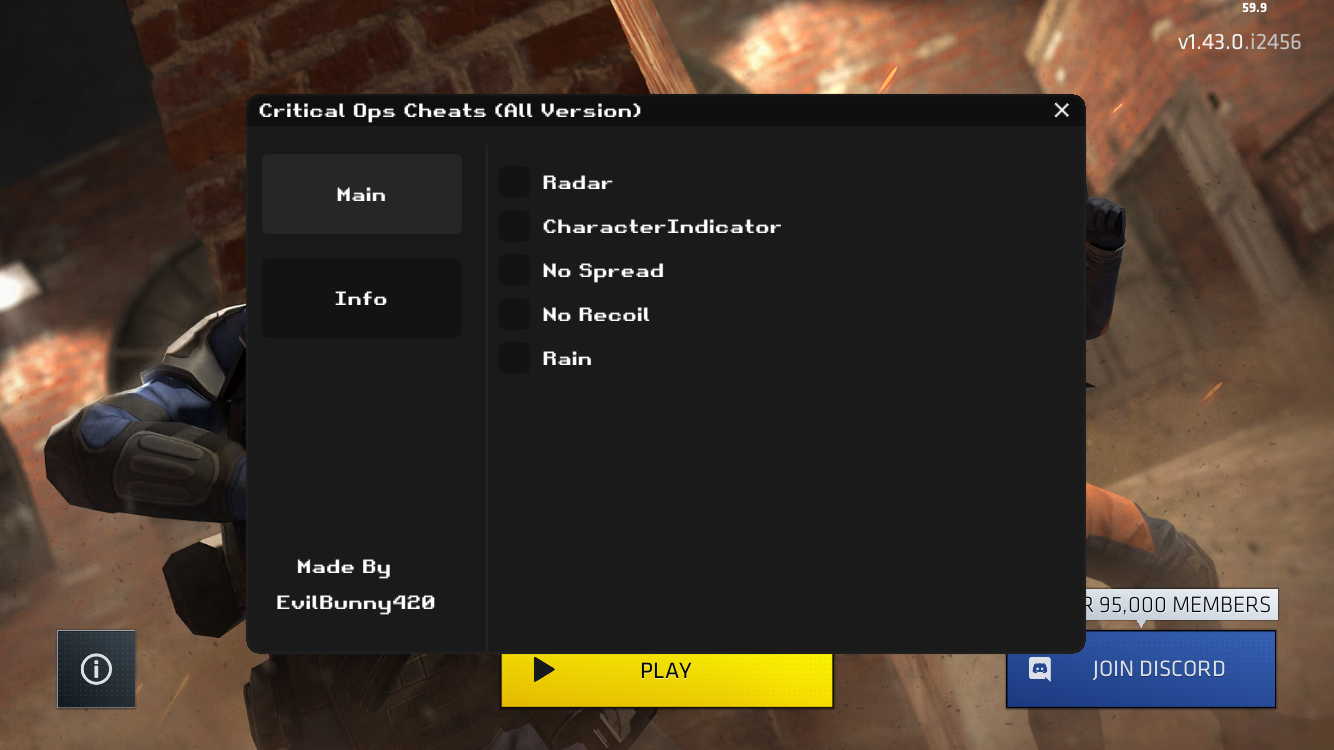 59.9
v1.43.0.i2456
Critical Ops Cheats (All Version)
Main
Info
Radar
CharacterIndicator
No Spread
No Recoil
Rain
Made By
EvilBunny420
R 95,000 MEMBERS
PLAY
JOIN DISCORD